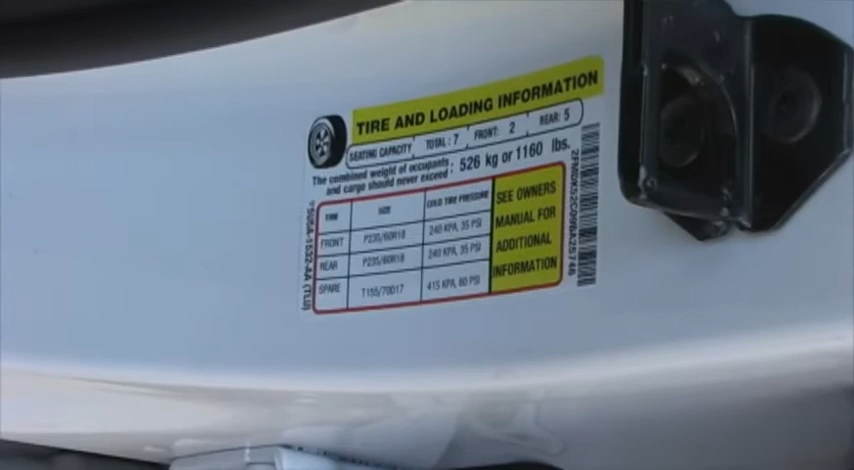 TIRE AND LOADING INFORMATION
SEATING CAPACITY TOTAL: 7 FRONT: 2 REAR: 5
The combined weight of occupants and cargo should never exceed: 526 kg or 1160 lbs.
TIRE SIZE COLD TIRE PRESSURE
FRONT P235/60R18 240 KPA, 35 PSI
REAR P235/60R18 240 KPA, 35 PSI
SPARE T155/70D17 415 KPA, 60 PSI
SEE OWNERS
MANUAL FOR
ADDITIONAL
INFORMATION